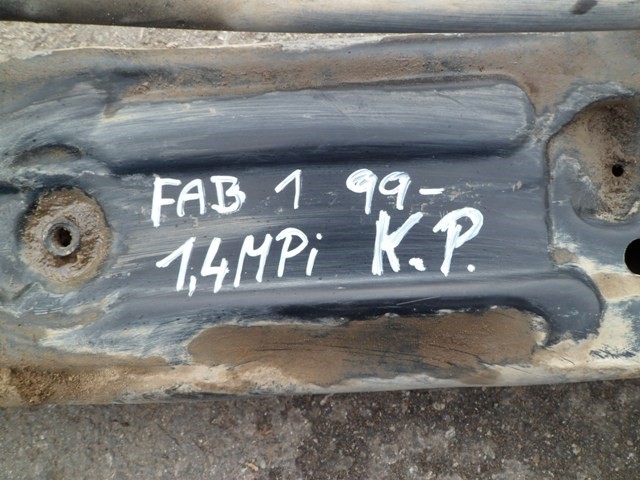 FAB 1 99-
1,4MPi K.P.